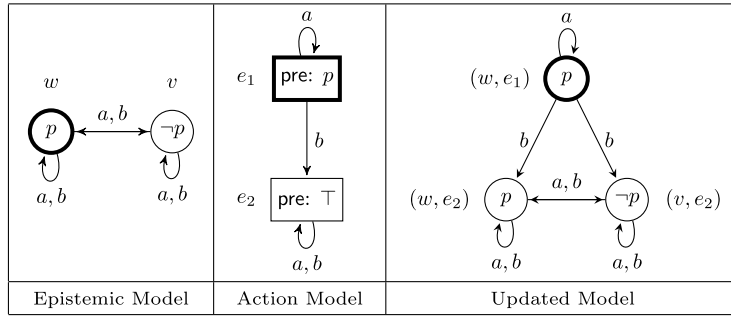 w v
p
a, b
¬p
a, b a, b
a
e₁ pre: p
b
e₂ pre: ⊤
a, b
a
(w, e₁) p
b b
(w, e₂) p a, b ¬p (v, e₂)
a, b a, b
Epistemic Model
Action Model
Updated Model